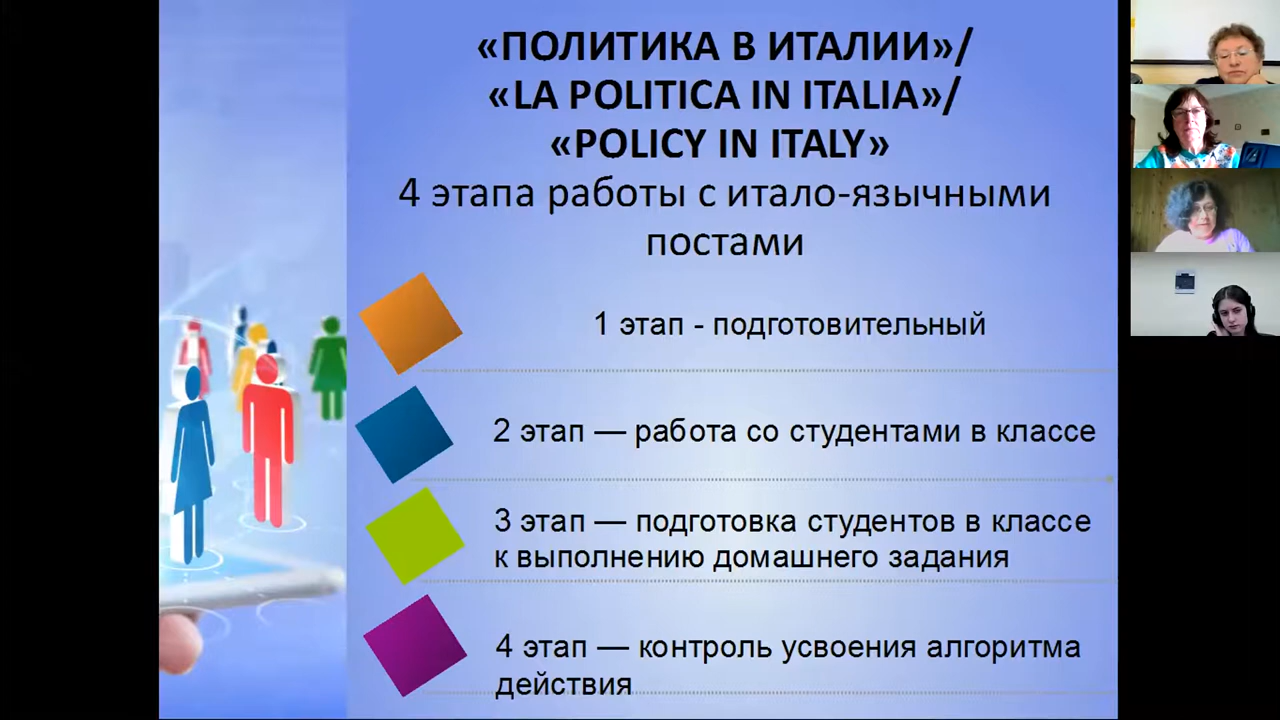 «ПОЛИТИКА В ИТАЛИИ»/
«LA POLITICA IN ITALIA»/
«POLICY IN ITALY»
4 этапа работы с итало-язычными
постами
1 этап - подготовительный
2 этап — работа со студентами в классе
3 этап — подготовка студентов в классе
к выполнению домашнего задания
4 этап — контроль усвоения алгоритма
действия